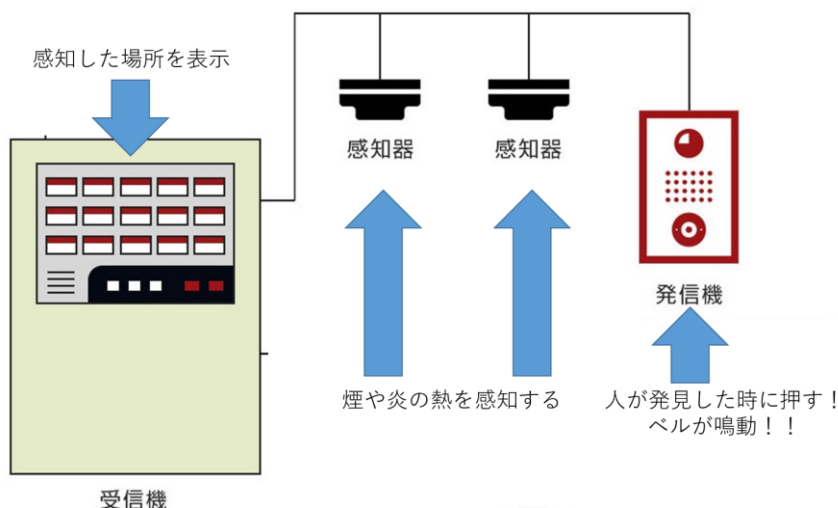 感知した場所を表示
感知器
感知器
発信機
煙や炎の熱を感知する
人が発見した時に押す！
ベルが鳴動！！
受信機